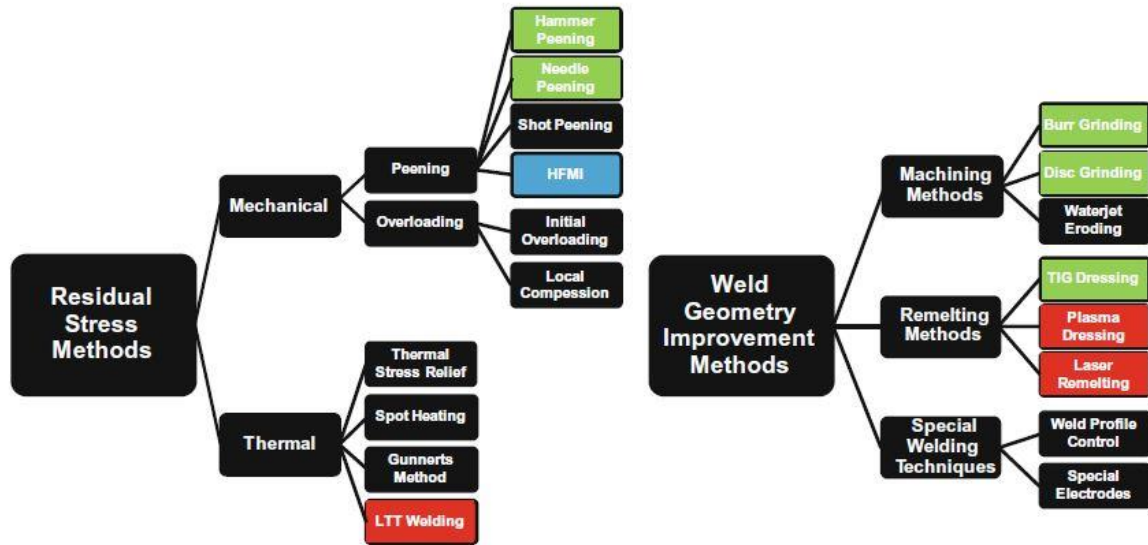 Residual
Stress
Methods
Mechanical
Peening
Hammer
Peening
Needle
Peening
Shot Peening
HFMI
Overloading
Initial
Overloading
Local
Compession
Thermal
Thermal
Stress Relief
Spot Heating
Gunnerts
Method
LTT Welding
Weld
Geometry
Improvement
Methods
Machining
Methods
Burr Grinding
Disc Grinding
Waterjet
Eroding
Remelting
Methods
TIG Dressing
Plasma
Dressing
Laser
Remelting
Special
Welding
Techniques
Weld Profile
Control
Special
Electrodes